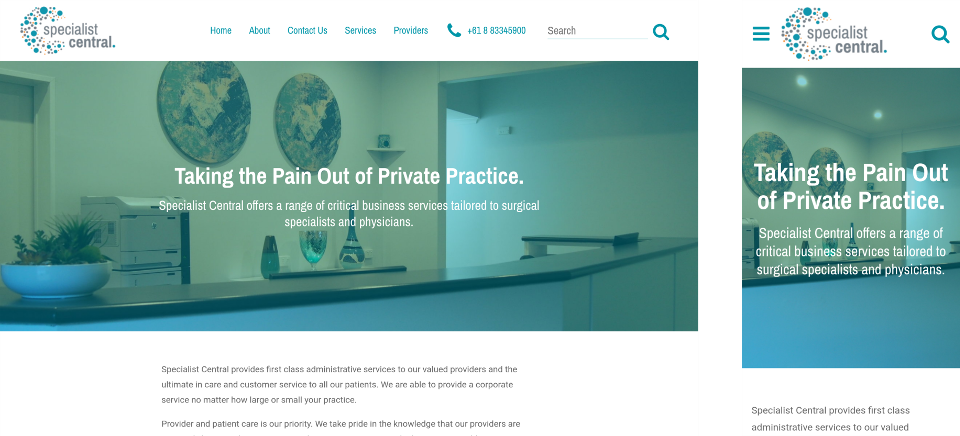 specialist
central.
Home About Contact Us Services Providers +61 8 83345900 Search
Taking the Pain Out of Private Practice.
Specialist Central offers a range of critical business services tailored to surgical
specialists and physicians.
Specialist Central provides first class administrative services to our valued providers and the
ultimate in care and customer service to all our patients. We are able to provide a corporate
service no matter how large or small your practice.
Provider and patient care is our priority. We take pride in the knowledge that our providers are
specialist
central.
Taking the Pain Out
of Private Practice.
Specialist Central offers a range of
critical business services tailored to
surgical specialists and physicians.
Specialist Central provides first class
administrative services to our valued